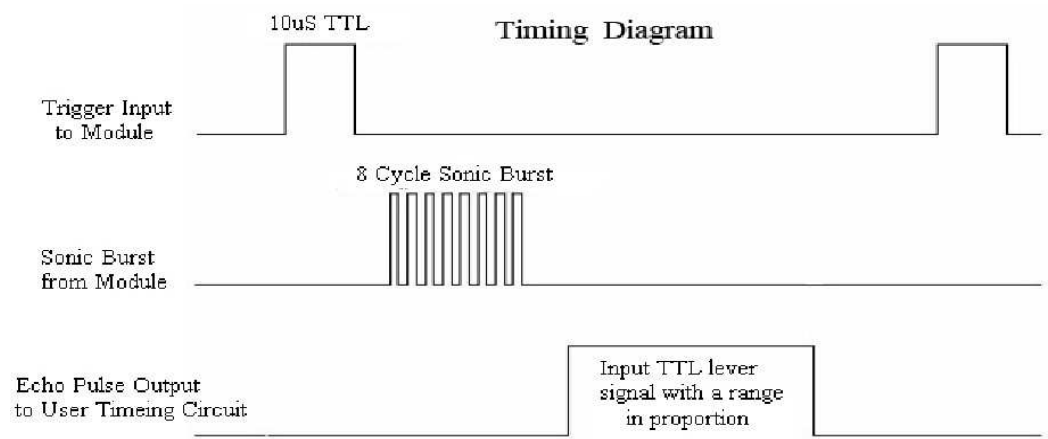 10uS TTL
Timing Diagram
Trigger Input
to Module
8 Cycle Sonic Burst
Sonic Burst
from Module
Echo Pulse Output
to User Timeing Circuit
Input TTL lever
signal with a range
in proportion